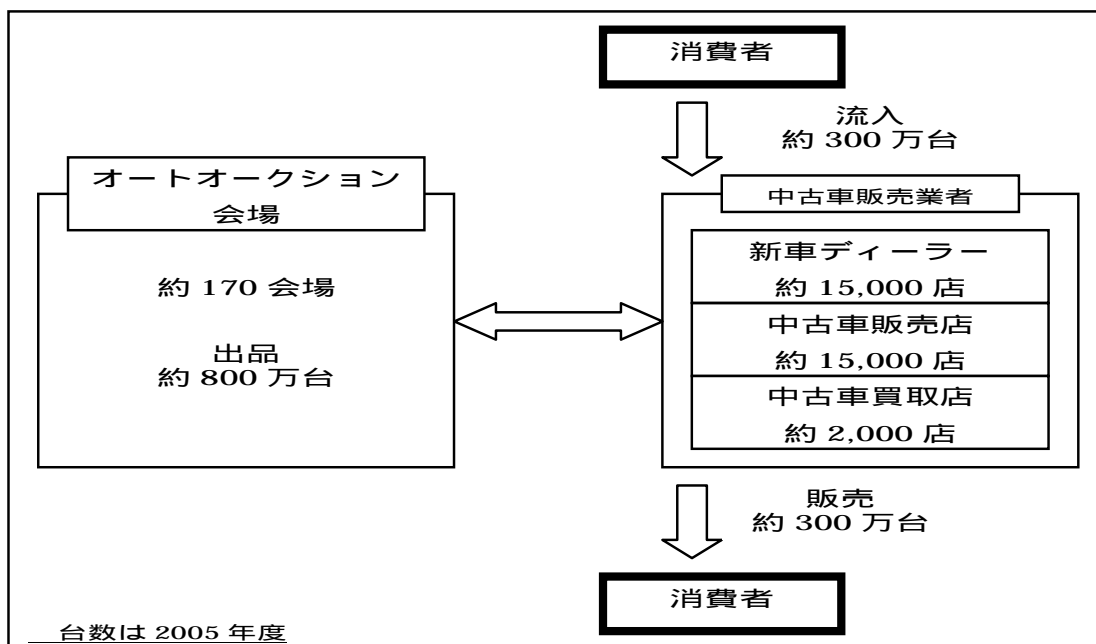 消費者
流入
約 300 万台
オートオークション
会場
約 170 会場
出品
約 800 万台
中古車販売業者
新車ディーラー
約 15,000 店
中古車販売店
約 15,000 店
中古車買取店
約 2,000 店
販売
約 300 万台
消費者
台数は 2005 年度